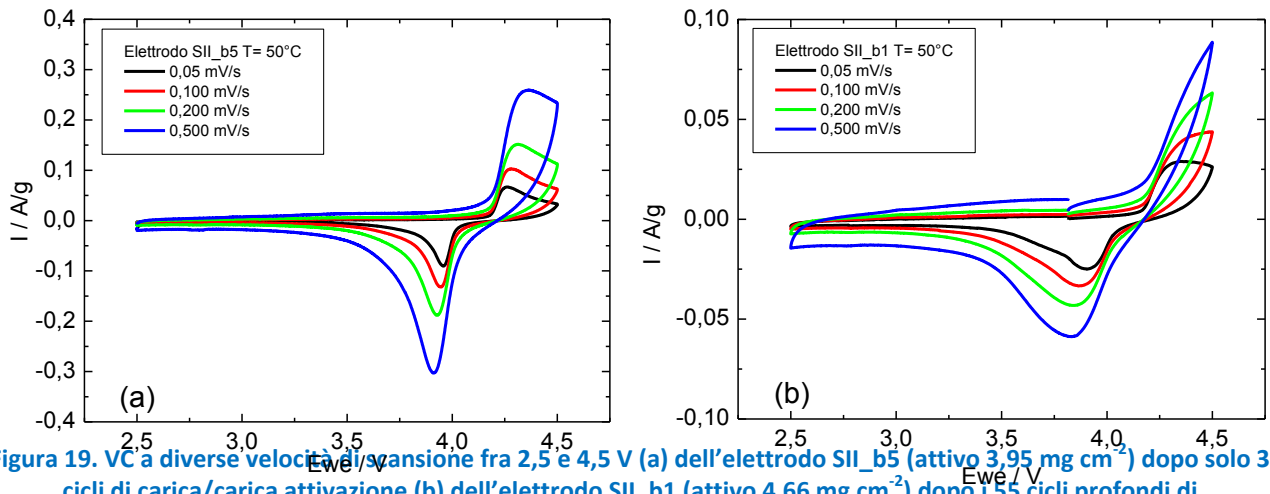 0,4
0,3
0,2
0,1
0,0
-0,1
-0,2
-0,3
-0,4
I / A/g
Elettrodo SII_b5 T= 50°C
0,05 mV/s
0,100 mV/s
0,200 mV/s
0,500 mV/s
(a)
2,5 3,0 3,5 4,0 4,5
Ewe / V
0,10
0,05
0,00
-0,05
-0,10
I / A/g
Elettrodo SII_b1 T= 50°C
0,05 mV/s
0,100 mV/s
0,200 mV/s
0,500 mV/s
(b)
2,5 3,0 3,5 4,0 4,5
Ewe / V
igura 19. VC a diverse velocità di scansione fra 2,5 e 4,5 V (a) dell'elettrodo SII_b5 (attivo 3,95 mg cm-2) dopo solo 3
cicli di carica/carica attivazione (b) dell'elettrodo SII_b1 (attivo 4,66 mg cm-2) dopo i 55 cicli profondi di